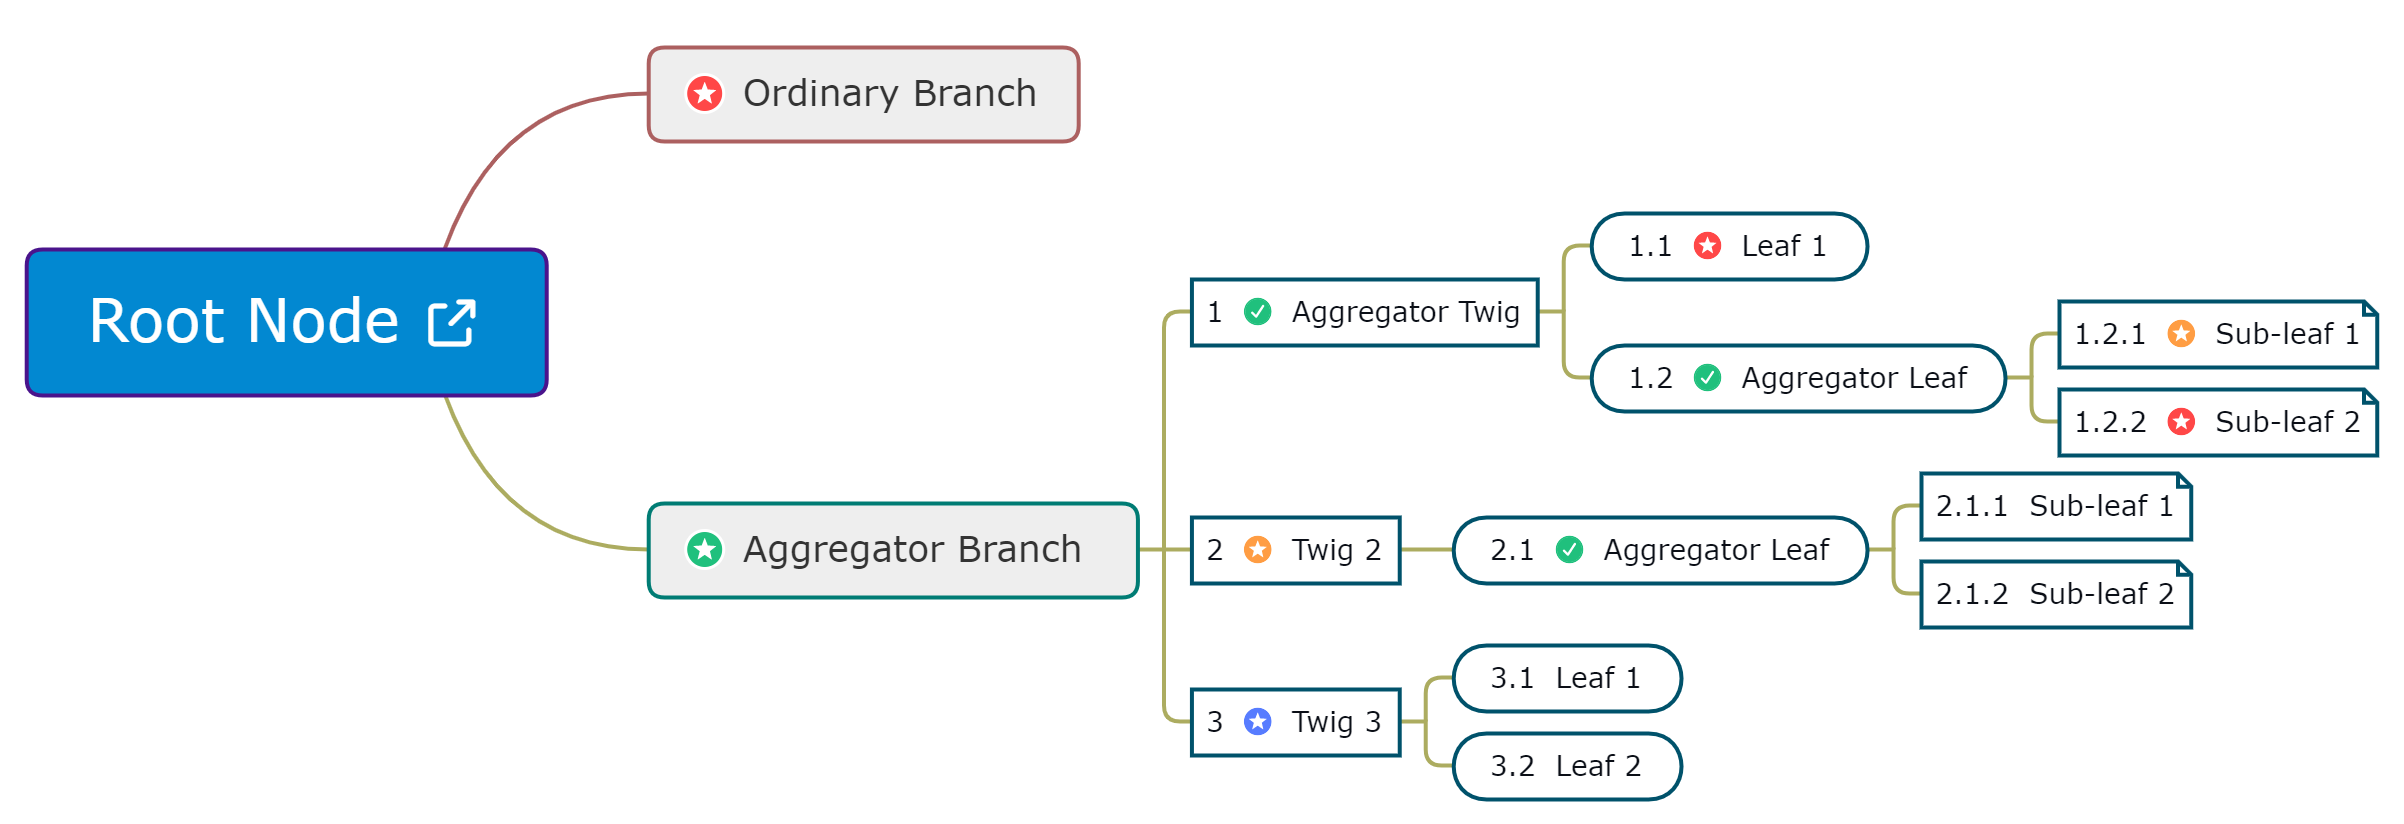 Root Node
Ordinary Branch
Aggregator Branch
1 Aggregator Twig
1.1 Leaf 1
1.2 Aggregator Leaf
1.2.1 Sub-leaf 1
1.2.2 Sub-leaf 2
2 Twig 2
2.1 Aggregator Leaf
2.1.1 Sub-leaf 1
2.1.2 Sub-leaf 2
3 Twig 3
3.1 Leaf 1
3.2 Leaf 2